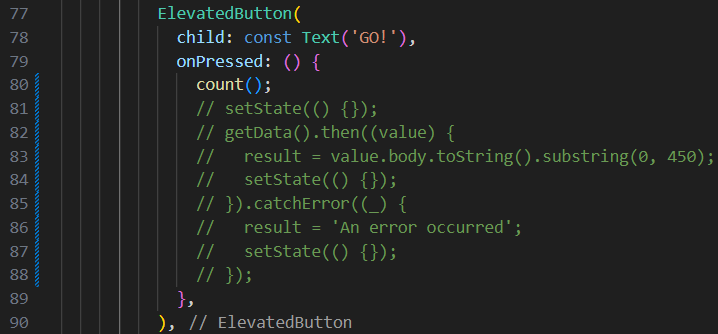 77 ElevatedButton(
78 child: const Text('GO!'),
79 onPressed: () {
80 count();
81 // setState(() {});
82 // getData().then((value) {
83 //   result = value.body.toString().substring(0, 450);
84 //   setState(() {});
85 // }).catchError((_) {
86 //   result = 'An error occurred';
87 //   setState(() {});
88 // });
89 },
90 ), // ElevatedButton